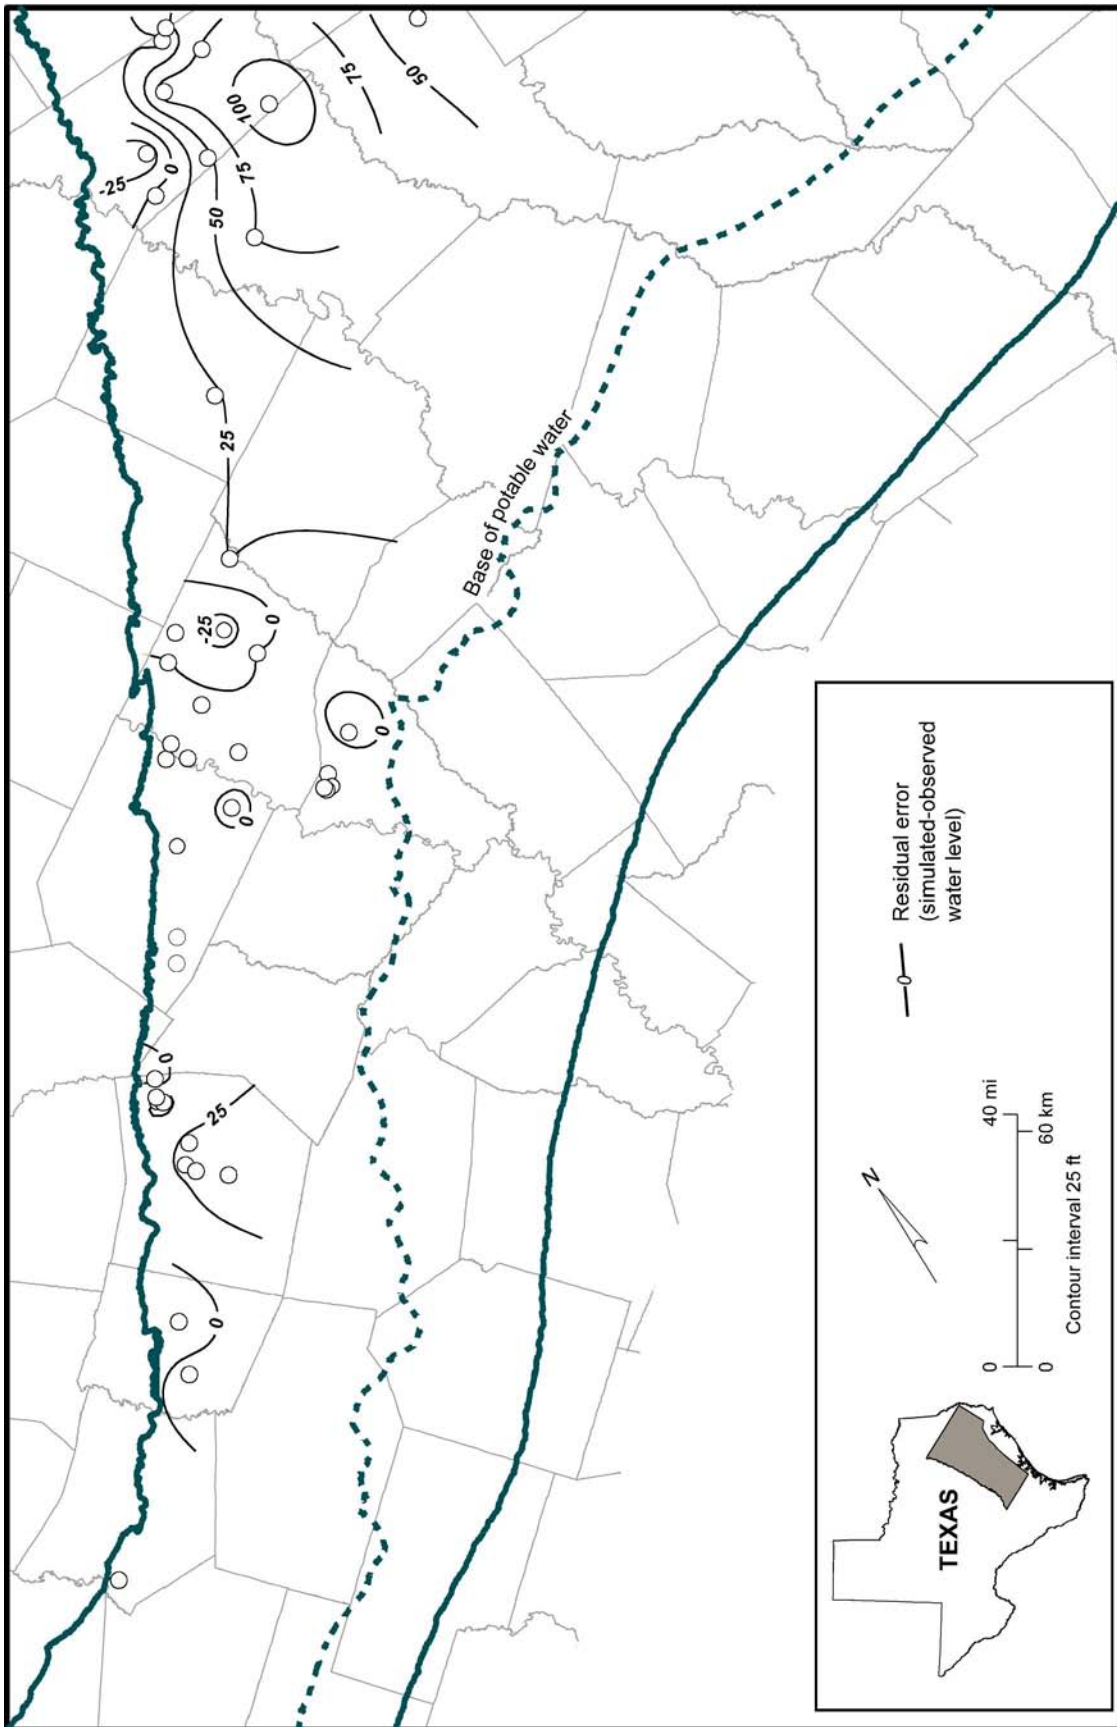 -25
0
0
25
0
-25
50
25
100
0
75
0
75
0
50
Base of potable water
N
0
Residual error
(simulated-observed
water level)
TEXAS
0 40 mi
0 60 km
Contour interval 25 ft